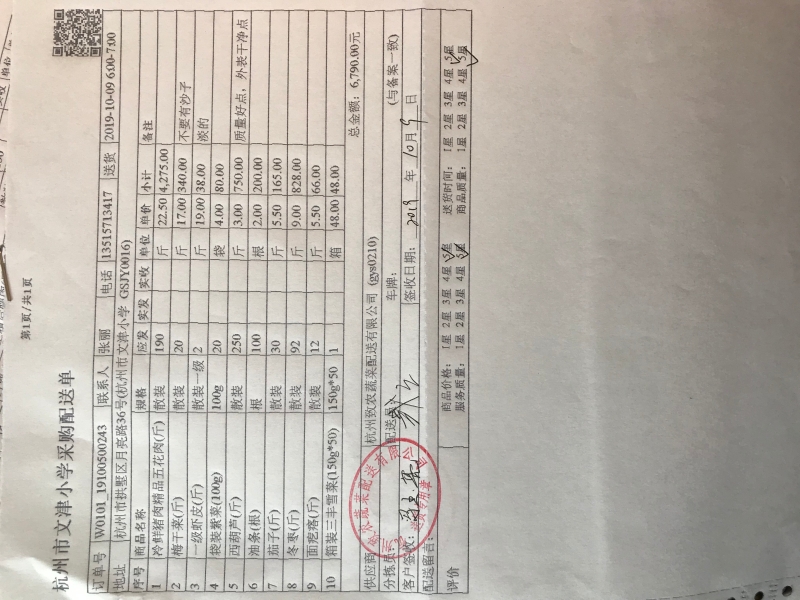 杭州市文津小学采购配送单
第1页/共1页
订单号 W0101_19100500243 联系人 张丽 电话 13515713417 送货 2019-10-09 6:00-7:00
地址 杭州市拱墅区月亮路36号(杭州市文津小学 GSJY0016)
序号 商品名称 规格 应发 实发 实收 单位 单价 小计 备注
1 冷鲜猪肉精品五花肉(斤) 散装 190 斤 22.50 4,275.00
2 梅干菜(斤) 散装 20 斤 17.00 340.00 不要有沙子
3 一级虾皮(斤) 散装一级 2 斤 19.00 38.00 淡的
4 袋装紫菜(100g) 100g 20 袋 4.00 80.00
5 西葫芦(斤) 散装 250 斤 3.00 750.00 质量好点，外表干净点
6 油条(根) 根 100 根 2.00 200.00
7 茄子(斤) 散装 30 斤 5.50 165.00
8 冬枣(斤) 散装 92 斤 9.00 828.00
9 面疙瘩(斤) 散装 12 斤 5.50 66.00
10 箱装三丰雪菜(150g*50) 150g*50 1 箱 48.00 48.00
总金额: 6,790.00元
供应商 杭州致农蔬菜配送有限公司 (gys0210)
分拣员 配送员 车牌: (与备案一致)
客户签收: 签收日期: 2019 年 10 月 9 日
配送留言:
评价 商品价格: 1星 2星 3星 4星 5星 送货时间: 1星 2星 3星 4星 5星
服务质量: 1星 2星 3星 4星 5星 商品质量: 1星 2星 3星 4星 5星